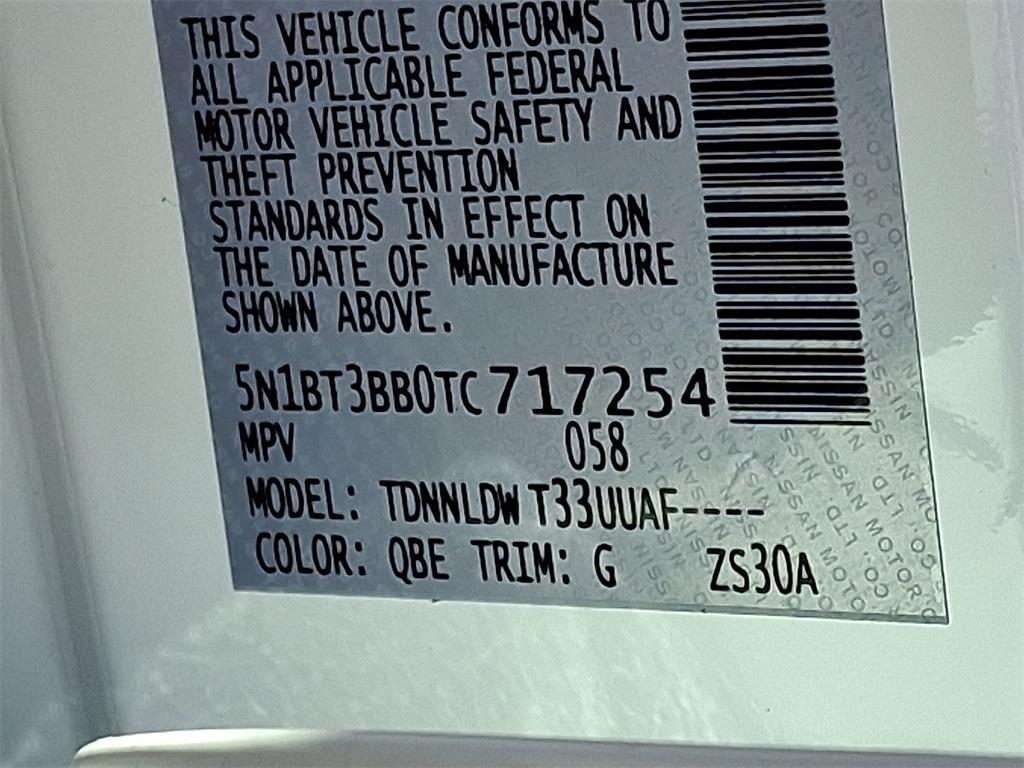 THIS VEHICLE CONFORMS TO
ALL APPLICABLE FEDERAL
MOTOR VEHICLE SAFETY AND
THEFT PREVENTION
STANDARDS IN EFFECT ON
THE DATE OF MANUFACTURE
SHOWN ABOVE.
5N1BT3BB0TC717254
MPV 058
MODEL: TDNNLDW T33UUAF----
COLOR: QBE TRIM: G ZS30A